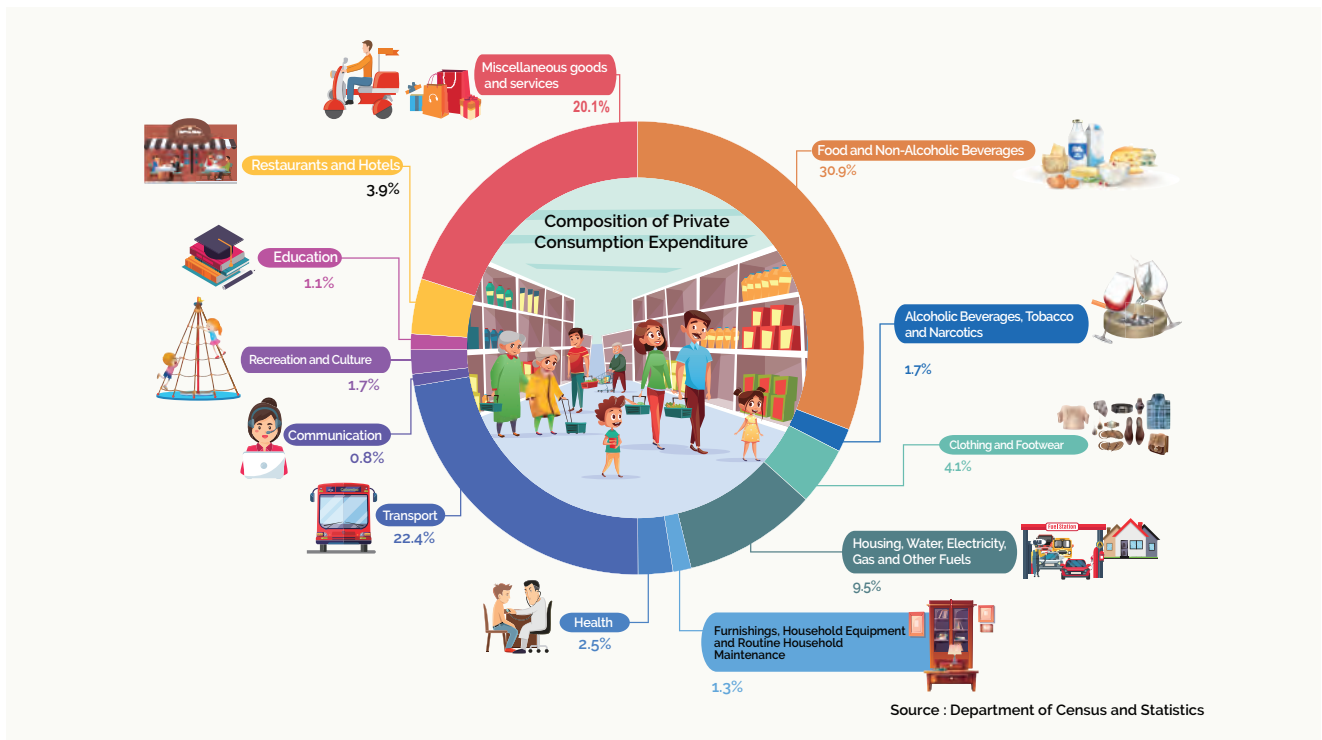 Miscellaneous goods
and services
20.1%
Food and Non-Alcoholic Beverages
30.9%
Restaurants and Hotels
3.9%
Composition of Private
Consumption Expenditure
Education
1.1%
Alcoholic Beverages, Tobacco
and Narcotics
1.7%
Recreation and Culture
1.7%
Communication
0.8%
Clothing and Footwear
4.1%
Transport
22.4%
Fuel Station
Housing, Water, Electricity,
Gas and Other Fuels
9.5%
Health
2.5%
Furnishings, Household Equipment
and Routine Household
Maintenance
1.3%
Source : Department of Census and Statistics